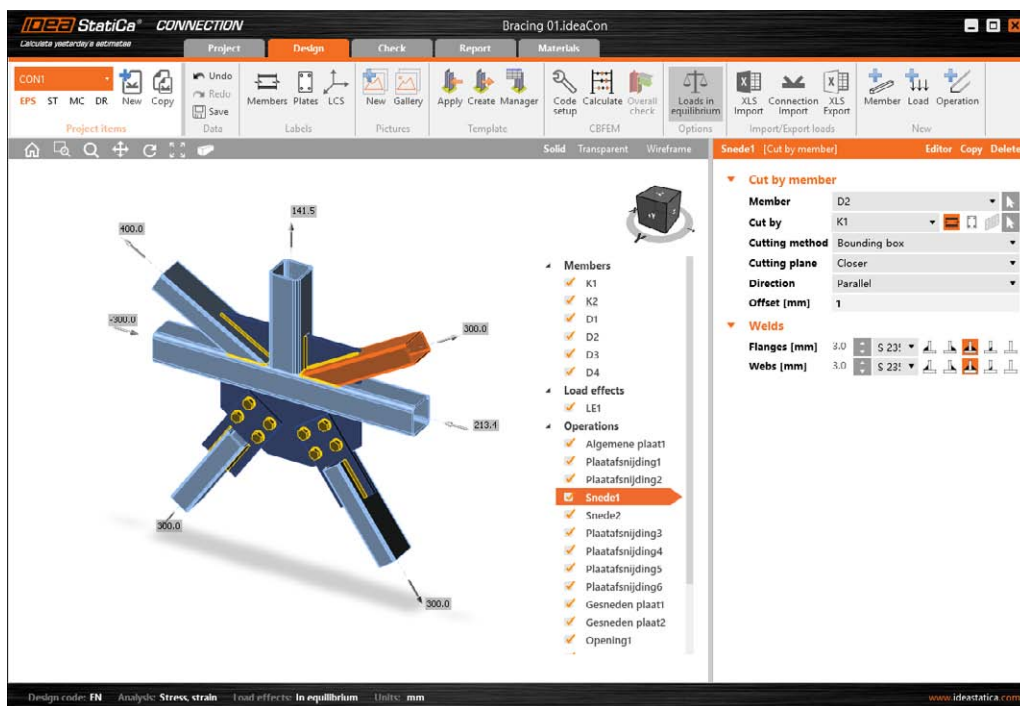 IDEA StatiCa® CONNECTION
Bracing 01.ideaCon
Calculate yesterday's estimates
Project Design Check Report Materials
CON1
EPS ST MC DR
New Copy
Project items
Undo
Redo
Save
Data
Members Plates LCS
Labels
New Gallery
Pictures
Apply Create Manager
Template
Code setup Calculate Overall check
CBFEM
Loads in equilibrium
Options
XLS Import Connection Import XLS Export
Import/Export loads
Member Load Operation
New
Solid Transparent Wireframe
Snede1 [Cut by member] Editor Copy Delete
141.5
400.0
-300.0
300.0
213.4
300.0
300.0
Members
K1
K2
D1
D2
D3
D4
Load effects
LE1
Operations
Algemene plaat1
Plaatafsnijding1
Plaatafsnijding2
Snede1
Snede2
Plaatafsnijding3
Plaatafsnijding4
Plaatafsnijding5
Plaatafsnijding6
Gesneden plaat1
Gesneden plaat2
Opening1
Cut by member
Member D2
Cut by K1
Cutting method Bounding box
Cutting plane Closer
Direction Parallel
Offset [mm] 1
Welds
Flanges [mm] 3.0 S 235
Webs [mm] 3.0 S 235
Design code: EN Analysis: Stress, strain Load effects: In equilibrium Units: mm
www.ideastatica.com